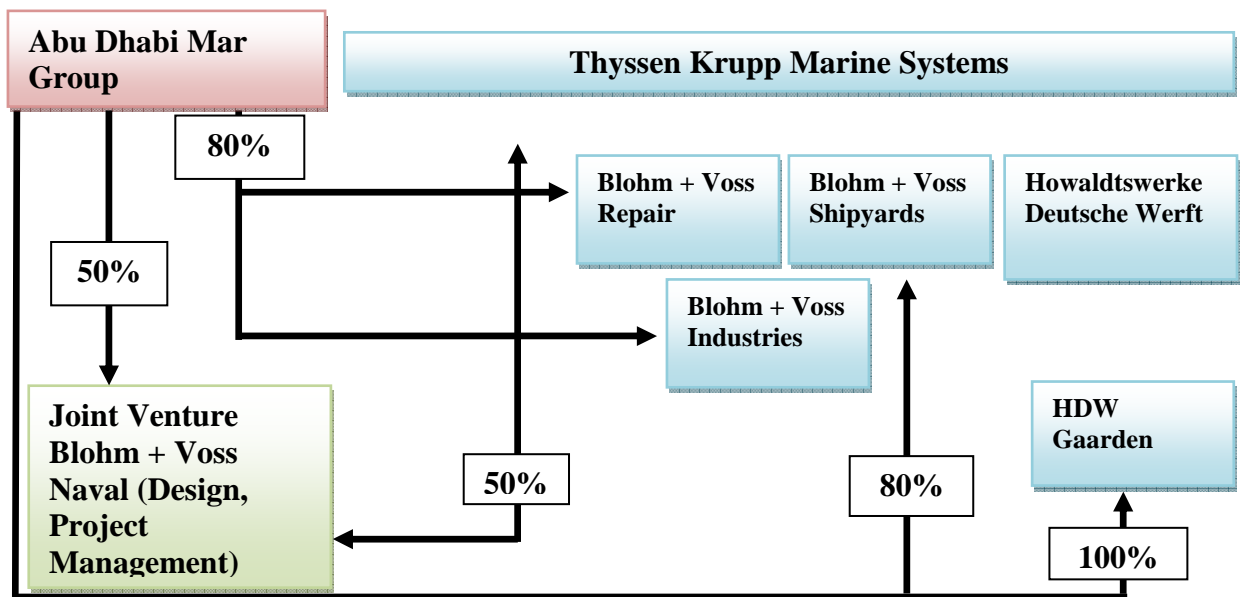 Abu Dhabi Mar
Group
Thyssen Krupp Marine Systems
80%
Blohm + Voss
Repair
Blohm + Voss
Shipyards
Howaldtswerke
Deutsche Werft
50%
Blohm + Voss
Industries
Joint Venture
Blohm + Voss
Naval (Design,
Project
Management)
HDW
Gaarden
50%
80%
100%